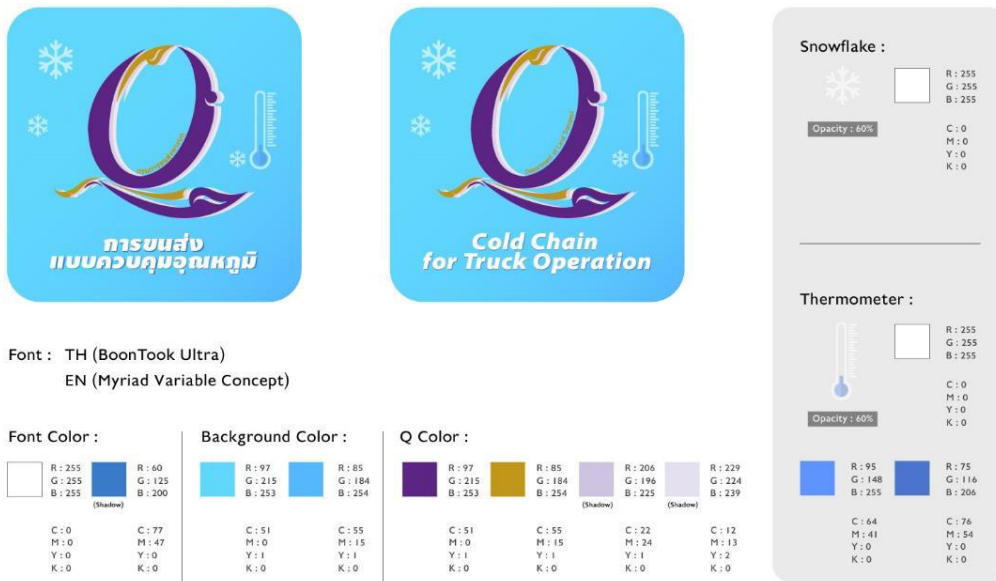 การขนส่ง
แบบควบคุมอุณหภูมิ
Cold Chain
for Truck Operation
Font : TH (BoonTook Ultra)
EN (Myriad Variable Concept)
Font Color :
R : 255
G : 255
B : 255
C : 0
M : 0
Y : 0
K : 0
R : 60
G : 125
B : 200
(Shadow)
C : 77
M : 47
Y : 0
K : 0
Background Color :
R : 97
G : 215
B : 253
C : 51
M : 0
Y : 1
K : 0
R : 85
G : 184
B : 254
C : 55
M : 15
Y : 1
K : 0
Q Color :
R : 97
G : 215
B : 253
C : 51
M : 0
Y : 1
K : 0
R : 85
G : 184
B : 254
C : 55
M : 15
Y : 1
K : 0
R : 206
G : 196
B : 225
(Shadow)
C : 22
M : 24
Y : 1
K : 0
R : 229
G : 224
B : 239
(Shadow)
C : 12
M : 13
Y : 2
K : 0
Snowflake :
R : 255
G : 255
B : 255
Opacity : 60%
C : 0
M : 0
Y : 0
K : 0
Thermometer :
R : 255
G : 255
B : 255
C : 0
M : 0
Y : 0
K : 0
Opacity : 60%
R : 95
G : 148
B : 255
C : 64
M : 41
Y : 0
K : 0
R : 75
G : 116
B : 206
C : 76
M : 54
Y : 0
K : 0